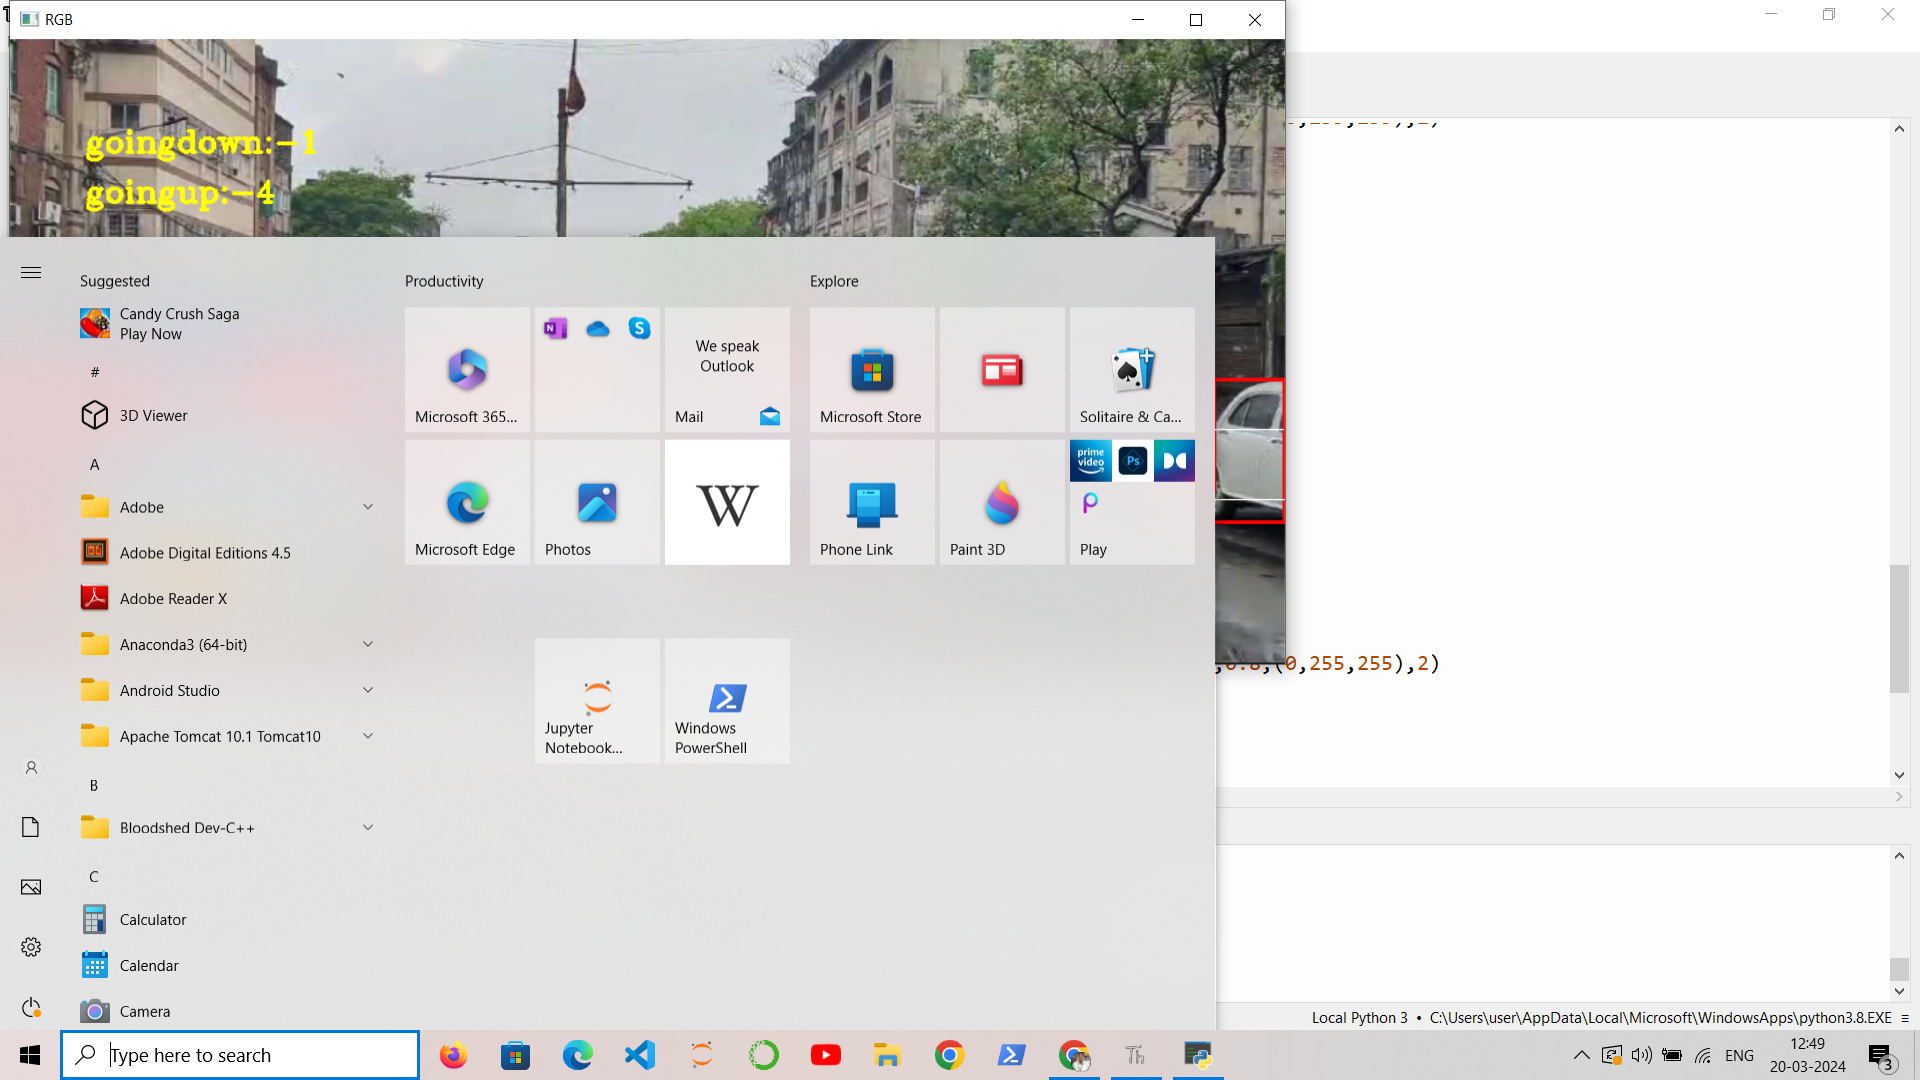 RGB
,255,255),2)
goingdown:-1
goingup:-4
Suggested
Productivity
Explore
Candy Crush Saga
Play Now
#
3D Viewer
A
Adobe
Adobe Digital Editions 4.5
Adobe Reader X
Anaconda3 (64-bit)
Android Studio
Apache Tomcat 10.1 Tomcat10
B
Bloodshed Dev-C++
C
Calculator
Calendar
Camera
Microsoft 365...
N
S
We speak
Outlook
Mail
Microsoft Edge
Photos
W
Jupyter
Notebook...
Windows
PowerShell
Microsoft Store
Solitaire & Ca...
Phone Link
Paint 3D
prime
video
Ps
Play
,0.8,(0,255,255),2)
Local Python 3 • C:\Users\user\AppData\Local\Microsoft\WindowsApps\python3.8.EXE ≡
Type here to search
Th
ENG
12:49
20-03-2024
3